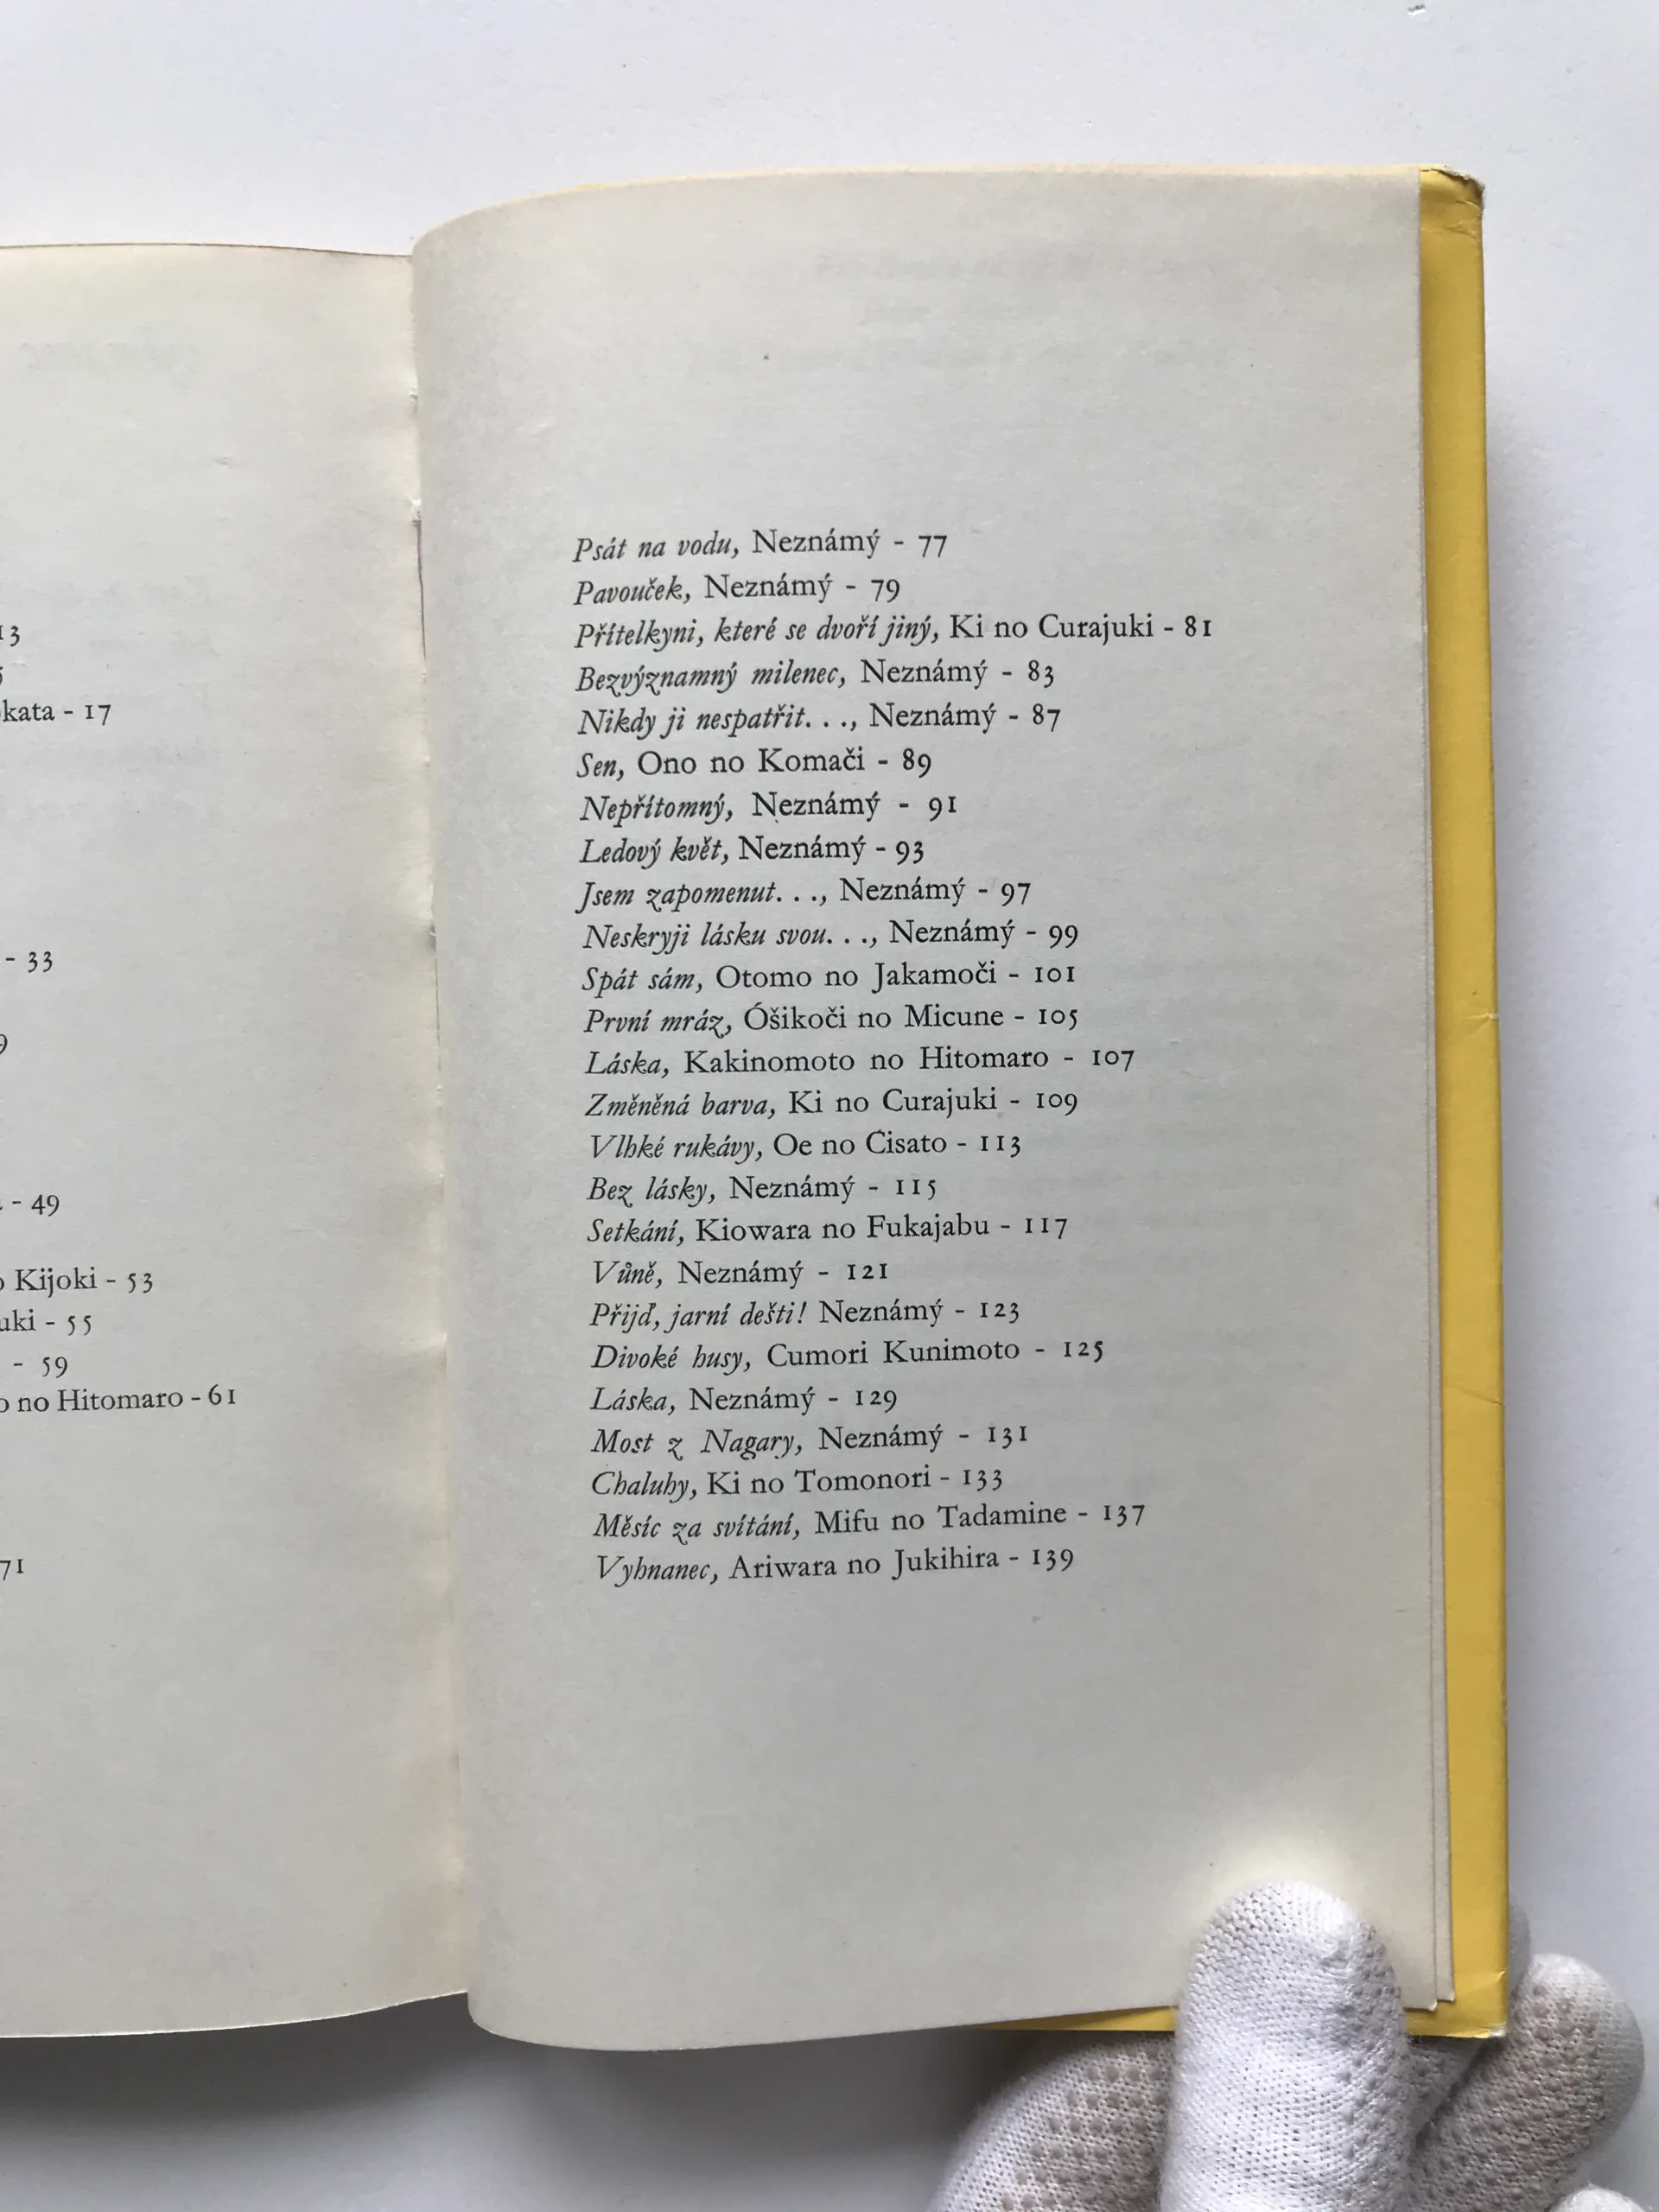 13
kata - 17
- 33
9
- 49
Kijoki - 53
uki - 55
- 59
no Hitomaro - 61
71
Psát na vodu, Neznámý - 77
Pavouček, Neznámý - 79
Přítelkyni, které se dvoří jiný, Ki no Curajuki - 81
Bezvýznamný milenec, Neznámý - 83
Nikdy ji nespatřit. . ., Neznámý - 87
Sen, Ono no Komači - 89
Nepřítomný, Neznámý - 91
Ledový květ, Neznámý - 93
Jsem zapomenut. . ., Neznámý - 97
Neskryji lásku svou. . ., Neznámý - 99
Spát sám, Otomo no Jakamoči - 101
První mráz, Óšikoči no Micune - 105
Láska, Kakinomoto no Hitomaro - 107
Změněná barva, Ki no Curajuki - 109
Vlhké rukávy, Oe no Čisato - 113
Bez lásky, Neznámý - 115
Setkání, Kiowara no Fukajabu - 117
Vůně, Neznámý - 121
Přijď, jarní dešti! Neznámý - 123
Divoké husy, Cumori Kunimoto - 125
Láska, Neznámý - 129
Most z Nagary, Neznámý - 131
Chaluhy, Ki no Tomonori - 133
Měsíc za svítání, Mifu no Tadamine - 137
Vyhnanec, Ariwara no Jukihira - 139